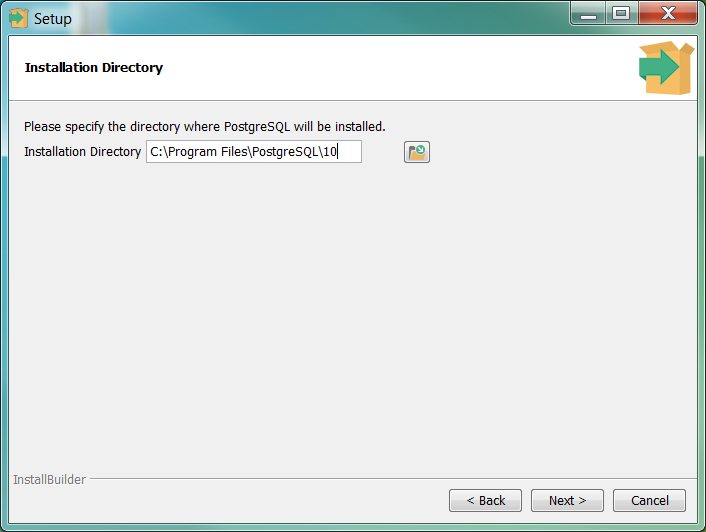 Setup
Installation Directory
Please specify the directory where PostgreSQL will be installed.
Installation Directory C:\Program Files\PostgreSQL\10
InstallBuilder
< Back Next > Cancel